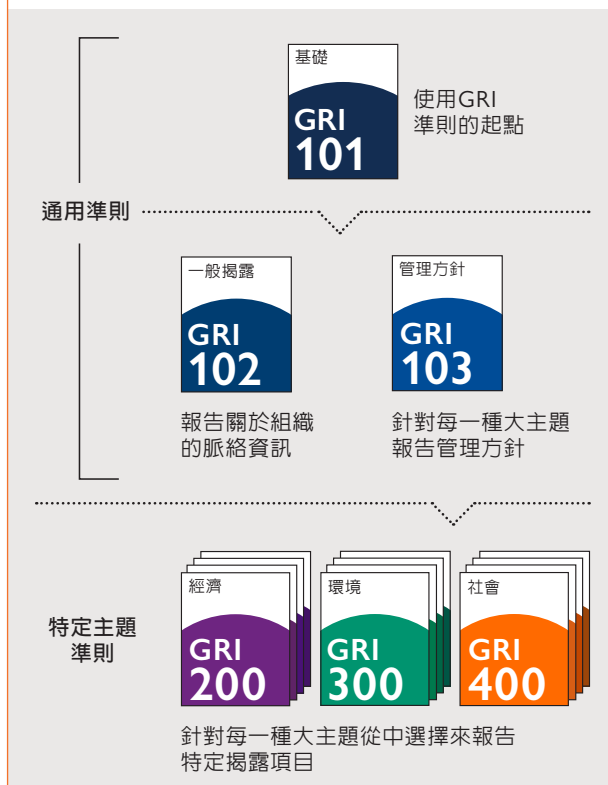 基礎
GRI
101
使用GRI
準則的起點
通用準則
一般揭露
GRI
102
報告關於組織
的脈絡資訊
管理方針
GRI
103
針對每一種大主題
報告管理方針
特定主題
準則
經濟
GRI
200
環境
GRI
300
社會
GRI
400
針對每一種大主題從中選擇來報告
特定揭露項目